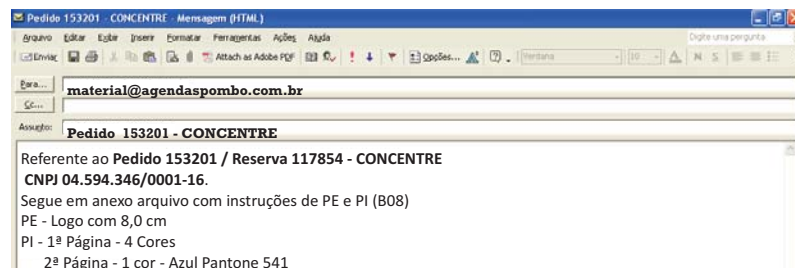 Pedido 153201 - CONCENTRE - Mensagem (HTML)
Arquivo Editar Exibir Inserir Formatar Ferramentas Ações Ajuda
Digite uma pergunta
Enviar Attach as Adobe PDF Opções... Verdana 10 A N S
Para... material@agendaspombo.com.br
Cc...
Assunto: Pedido 153201 - CONCENTRE
Referente ao Pedido 153201 / Reserva 117854 - CONCENTRE
CNPJ 04.594.346/0001-16.
Segue em anexo arquivo com instruções de PE e PI (B08)
PE - Logo com 8,0 cm
PI - 1ª Página - 4 Cores
2ª Página - 1 cor - Azul Pantone 541